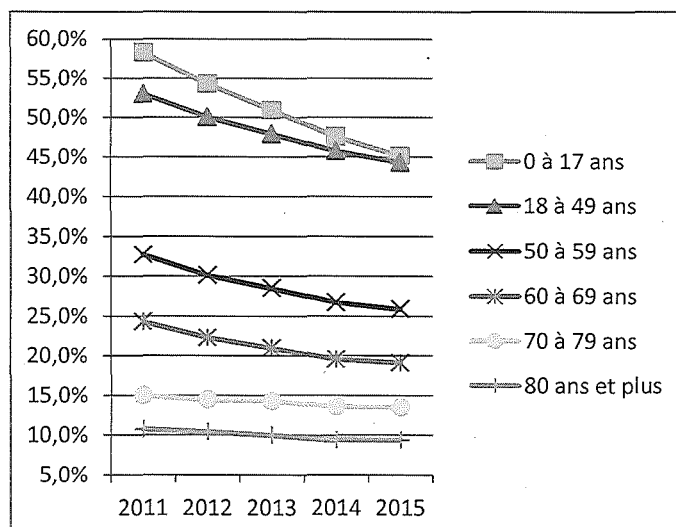 60,0%
55,0%
50,0%
45,0%
40,0%
35,0%
30,0%
25,0%
20,0%
15,0%
10,0%
5,0%
2011 2012 2013 2014 2015
0 à 17 ans
18 à 49 ans
50 à 59 ans
60 à 69 ans
70 à 79 ans
80 ans et plus